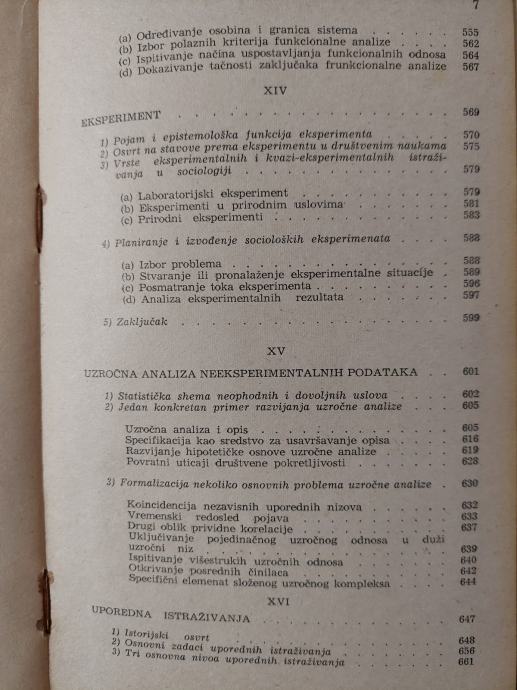 7
(a) Određivanje osobina i granica sistema . . . . . . 555
(b) Izbor polaznih kriterija funkcionalne analize . . . . 562
(c) Ispitivanje načina uspostavljanja funkcionalnih odnosa 564
(d) Dokazivanje tačnosti zaključaka frunkcionalne analize 567
XIV
EKSPERIMENT . . . . . . . . . . . . . . . . 569
1) Pojam i epistemološka funkcija eksperimenta . . . . . 570
2) Osvrt na stavove prema eksperimentu u društvenim naukama 575
3) Vrste eksperimentalnih i kvazi-eksperimentalnih istraži-
vanja u sociologiji . . . . . . . . . . . . . 579
(a) Laboratorijski eksperiment . . . . . . . . . . 579
(b) Eksperimenti u prirodnim uslovima . . . . . . . 581
(c) Prirodni eksperimenti . . . . . . . . . . . . 583
4) Planiranje i izvođenje socioloških eksperimenata . . . . 588
(a) Izbor problema . . . . . . . . . . . . . . 588
(b) Stvaranje ili pronalaženje eksperimentalne situacije . 589
(c) Posmatranje toka eksperimenta . . . . . . . . . 596
(d) Analiza eksperimentalnih rezultata . . . . . . . 597
5) Zaključak . . . . . . . . . . . . . . . . . 599
XV
UZROČNA ANALIZA NEEKSPERIMENTALNIH PODATAKA . . 601
1) Statistička shema neophodnih i dovoljnih uslova . . . . 602
2) Jedan konkretan primer razvijanja uzročne analize . . . 605
Uzročna analiza i opis . . . . . . . . . . . . 605
Specifikacija kao sredstvo za usavršavanje opisa . . . . 616
Razvijanje hipotetičke osnove uzročne analize . . . . . 619
Povratni uticaji društvene pokretljivosti . . . . . . . 628
3) Formalizacija nekoliko osnovnih problema uzročne analize . 630
Koincidencija nezavisnih uporednih nizova . . . . . . 632
Vremenski redosled pojava . . . . . . . . . . 633
Drugi oblik prividne korelacije . . . . . . . . . 637
Uključivanje pojedinačnog uzročnog odnosa u duži
uzročni niz . . . . . . . . . . . . . . . 639
Ispitivanje višestrukih uzročnih odnosa . . . . . . . 640
Otkrivanje posrednih činilaca . . . . . . . . . . 642
Specifični elemenat složenog uzročnog kompleksa . . . . 644
XVI
UPOREDNA ISTRAŽIVANJA . . . . . . . . . . . . 647
1) Istorijski osvrt . . . . . . . . . . . . . . 648
2) Osnovni zadaci uporednih istraživanja . . . . . . . 656
3) Tri osnovna nivoa uporednih istraživanja . . . . . . 661